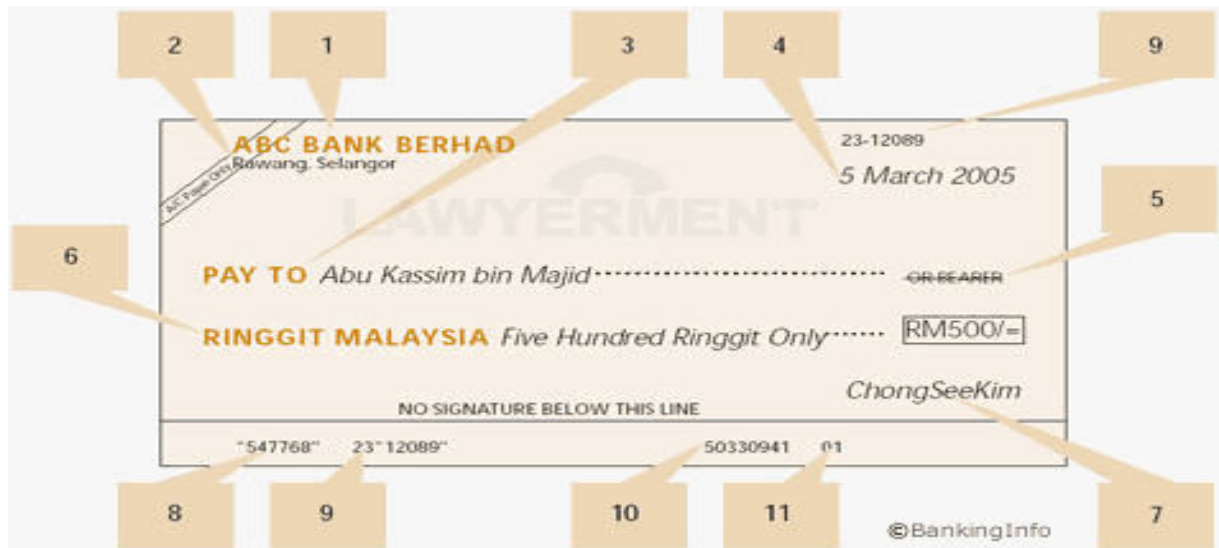 2 1 3 4 9
ABC BANK BERHAD
Rawang, Selangor
A/C Payee Only
23-12089
5 March 2005
LAWYERMENT
5
6
PAY TO Abu Kassim bin Majid
OR BEARER
RINGGIT MALAYSIA Five Hundred Ringgit Only
RM500/=
ChongSeeKim
NO SIGNATURE BELOW THIS LINE
"547768" 23"12089" 50330941 01
8 9 10 11 7
©BankingInfo